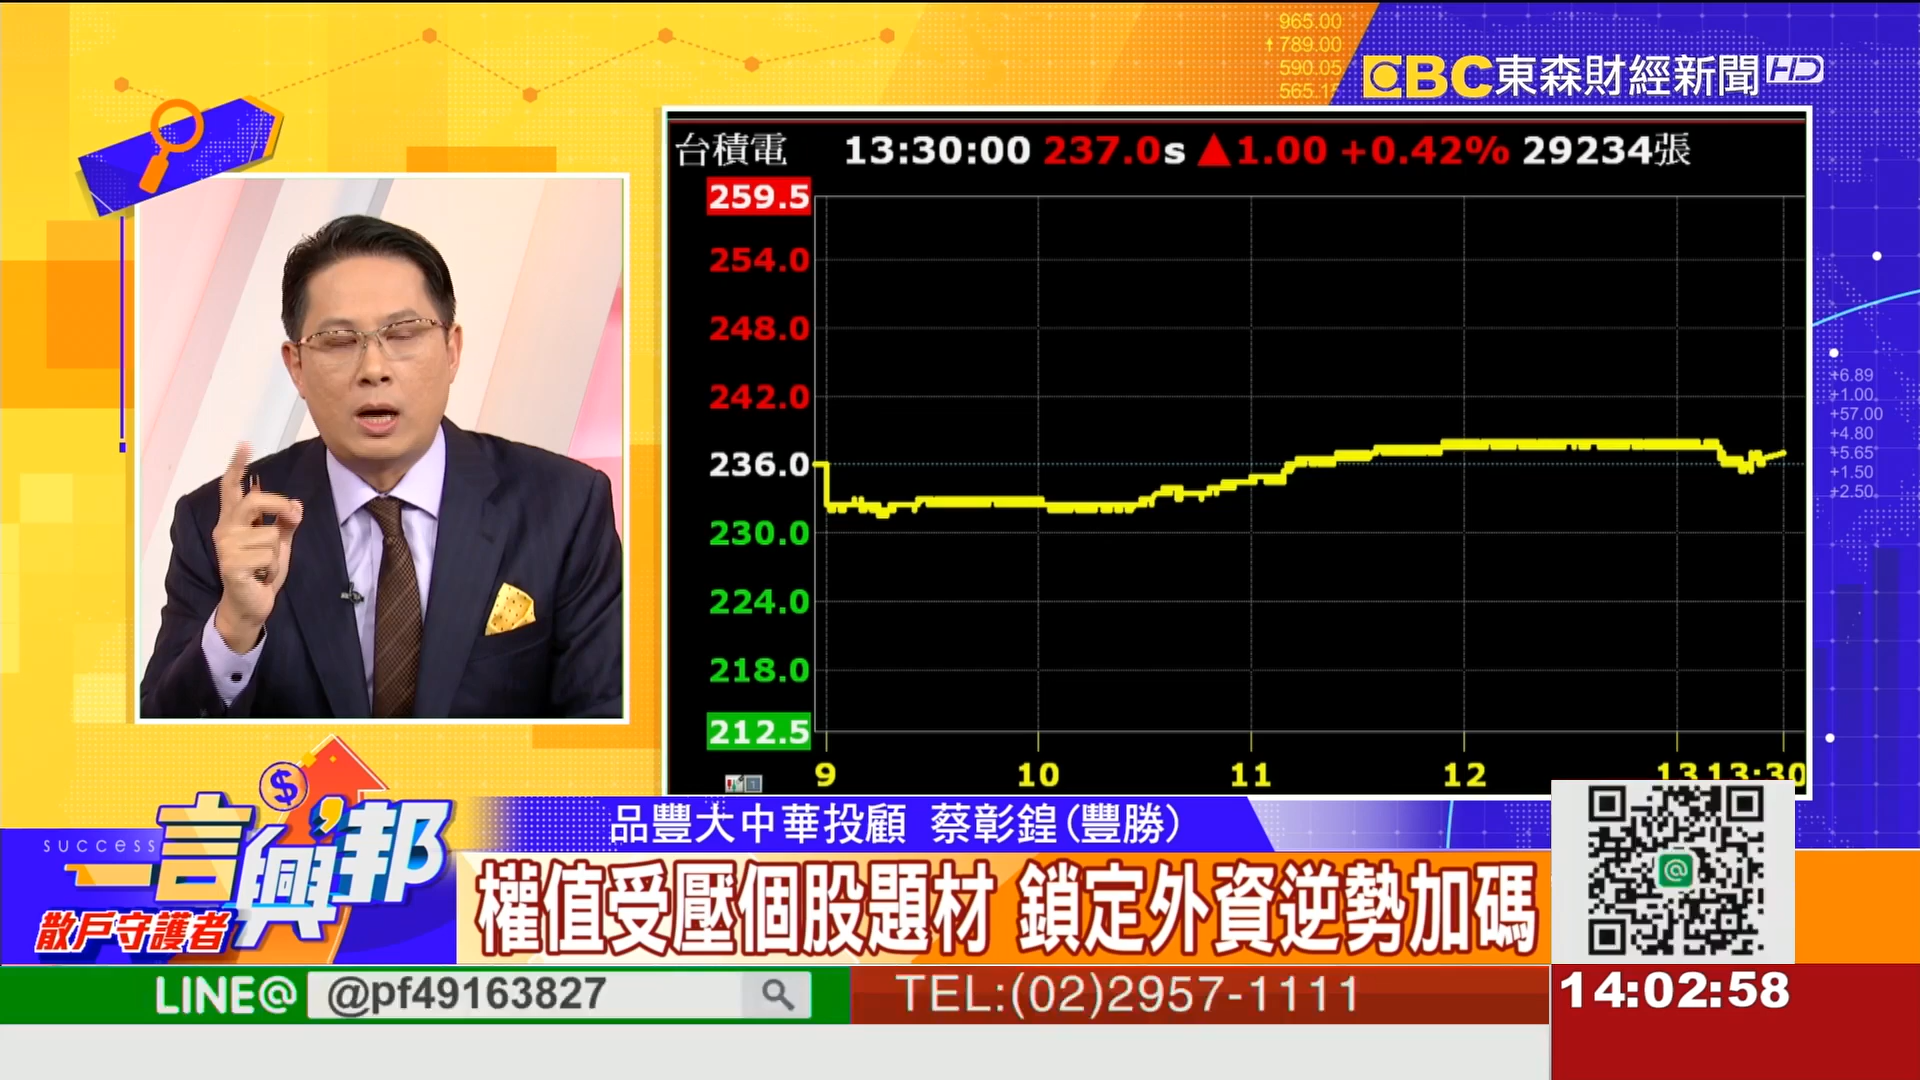 965.00
789.00
590.05
EBC東森財經新聞HD
台積電 13:30:00 237.0s ▲1.00 +0.42% 29234張
259.5
254.0
248.0
242.0
236.0
230.0
224.0
218.0
212.5
9 10 11 12 13 13:30
+6.89
+1.00
+57.00
+4.80
+5.65
+1.50
+2.50
success
一言興邦
散戶守護者
品豐大中華投顧 蔡彰鍠(豐勝)
權值受壓個股題材 鎖定外資逆勢加碼
LINE@ @pf49163827
TEL:(02)2957-1111
14:02:58